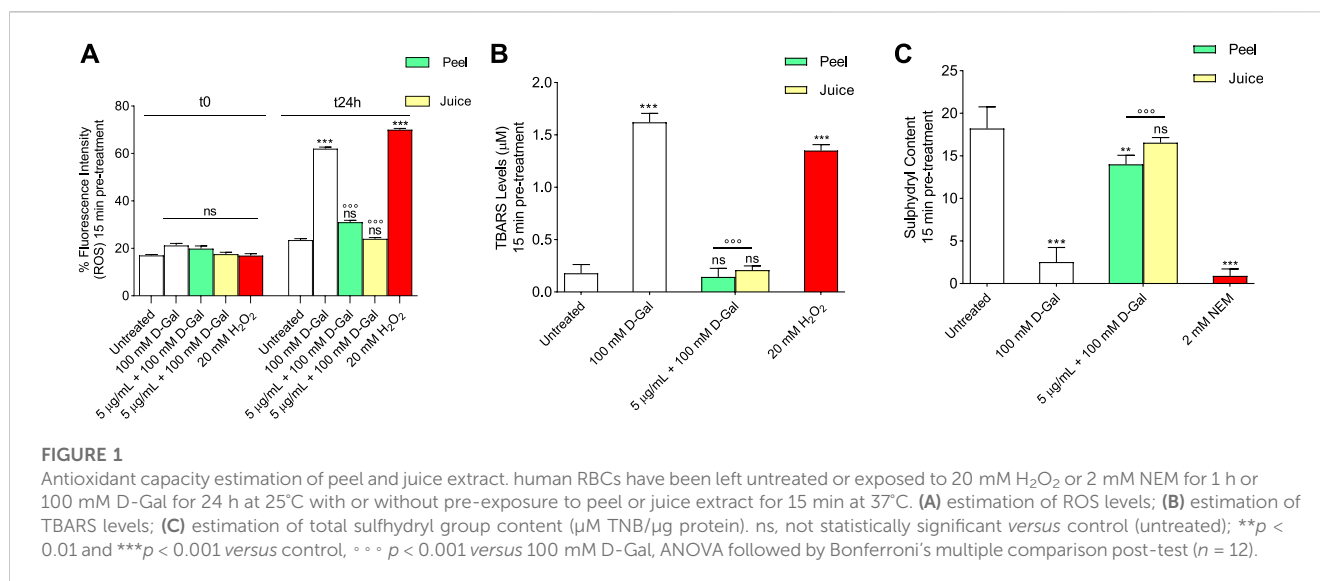 A
Peel
Juice
t0
t24h
% Fluorescence Intensity
(ROS) 15 min pre-treatment
80
60
40
20
0
ns
***
°°°
ns
°°°
ns
***
Untreated
100 mM D-Gal
5 µg/mL + 100 mM D-Gal
5 µg/mL + 100 mM D-Gal
20 mM H₂O₂
Untreated
100 mM D-Gal
5 µg/mL + 100 mM D-Gal
5 µg/mL + 100 mM D-Gal
20 mM H₂O₂
B
Peel
Juice
TBARS Levels (µM)
15 min pre-treatment
2.0
1.5
1.0
0.5
0.0
***
°°°
ns
ns
***
Untreated
100 mM D-Gal
5 µg/mL + 100 mM D-Gal
20 mM H₂O₂
C
Peel
Juice
Sulphydryl Content
15 min pre-treatment
25
20
15
10
5
0
***
°°°
**
ns
***
Untreated
100 mM D-Gal
5 µg/mL + 100 mM D-Gal
2 mM NEM
FIGURE 1
Antioxidant capacity estimation of peel and juice extract. human RBCs have been left untreated or exposed to 20 mM H₂O₂ or 2 mM NEM for 1 h or
100 mM D-Gal for 24 h at 25°C with or without pre-exposure to peel or juice extract for 15 min at 37°C. (A) estimation of ROS levels; (B) estimation of
TBARS levels; (C) estimation of total sulfhydryl group content (µM TNB/µg protein). ns, not statistically significant versus control (untreated); **p <
0.01 and ***p < 0.001 versus control, ∘∘∘ p < 0.001 versus 100 mM D-Gal, ANOVA followed by Bonferroni's multiple comparison post-test (n = 12).